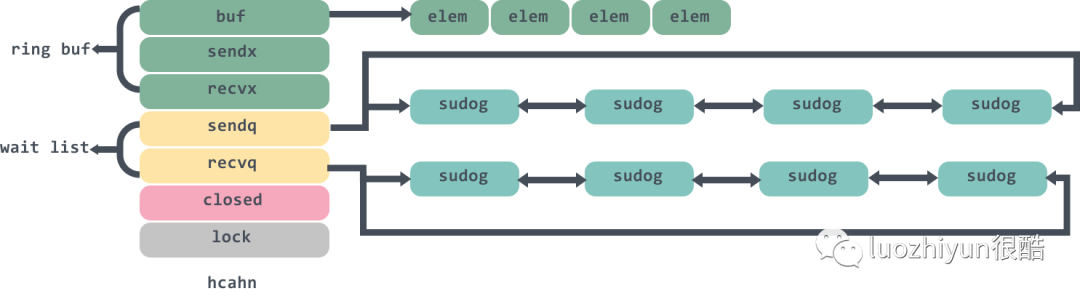 buf
elem elem elem elem
ring buf
sendx
recvx
sudog sudog sudog sudog
sendq
wait list
recvq
sudog sudog sudog sudog
closed
lock
luozhiyun很酷
hcahn